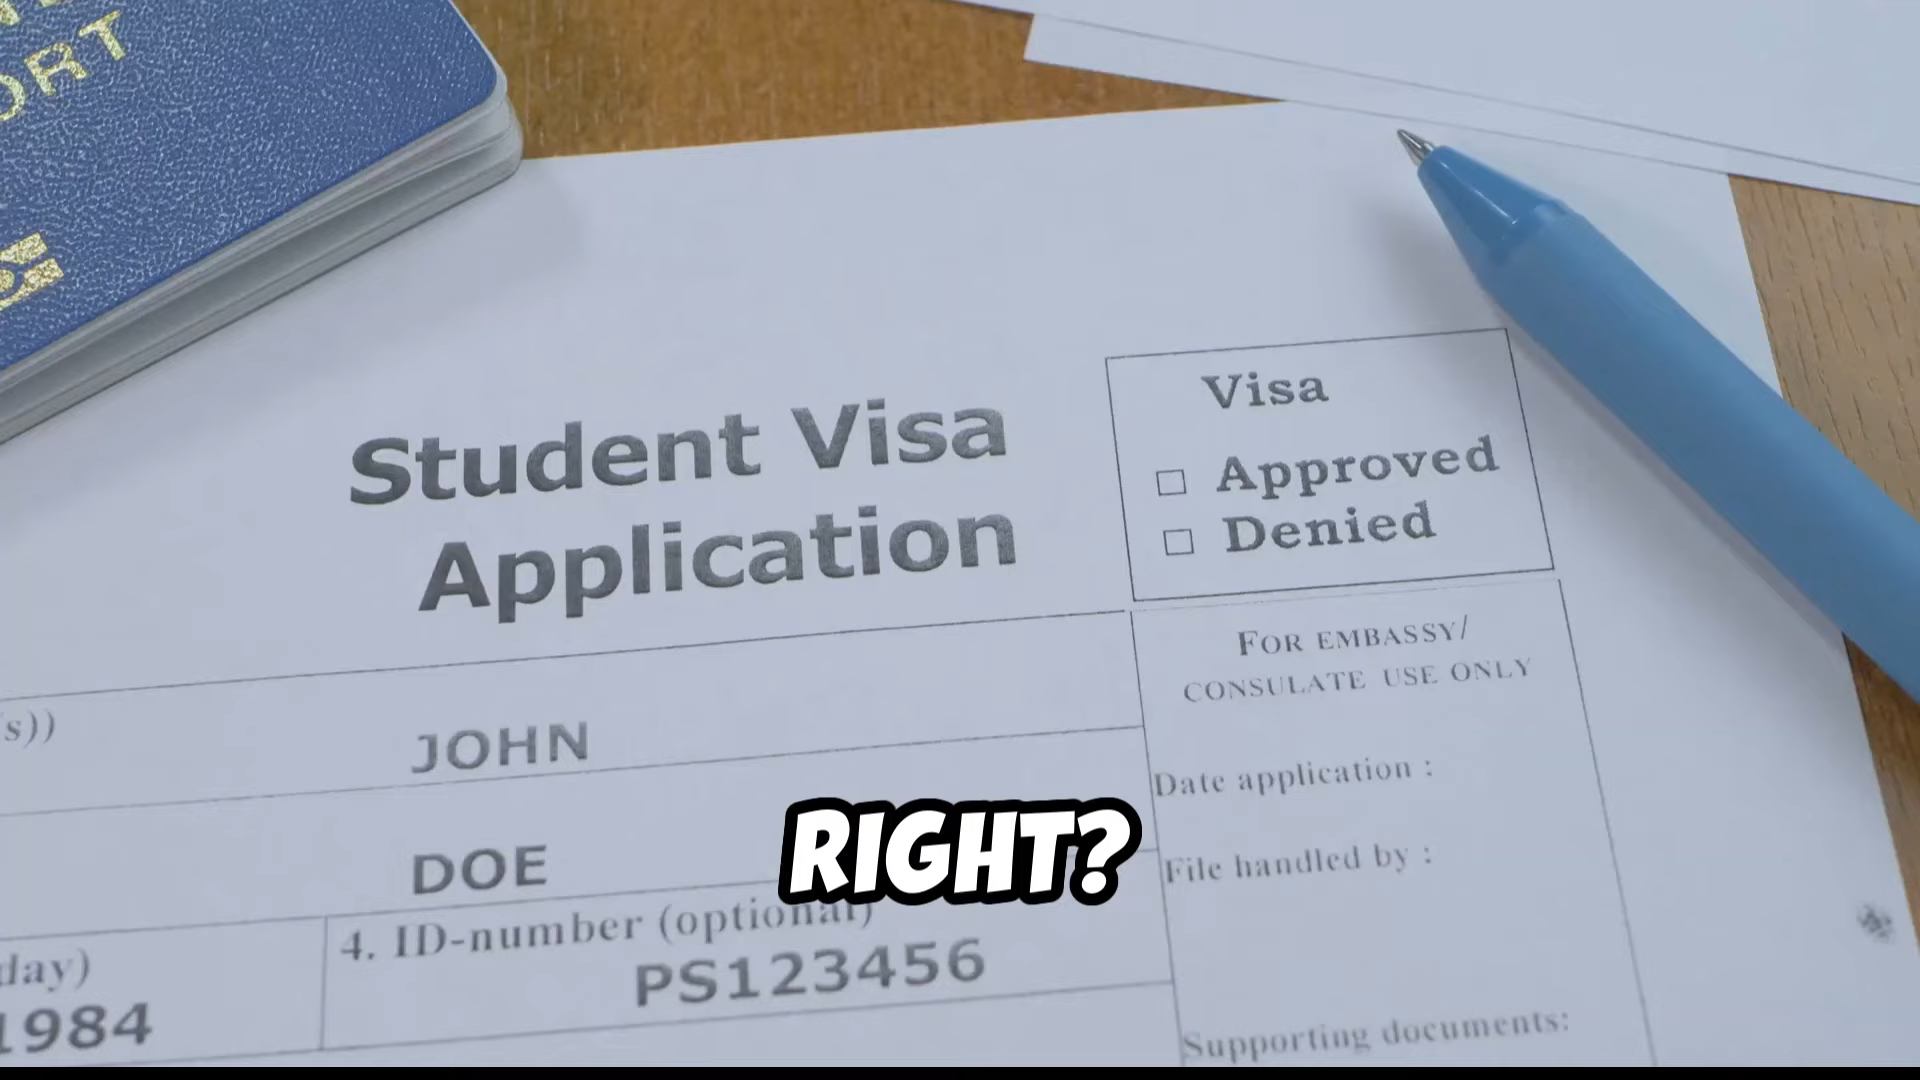 ORT
Student Visa
Application
Visa
□ Approved
□ Denied
FOR EMBASSY/
CONSULATE USE ONLY
(s))
JOHN
Date application :
DOE
RIGHT?
File handled by :
4. ID-number (optional)
day)
PS123456
1984
Supporting documents: